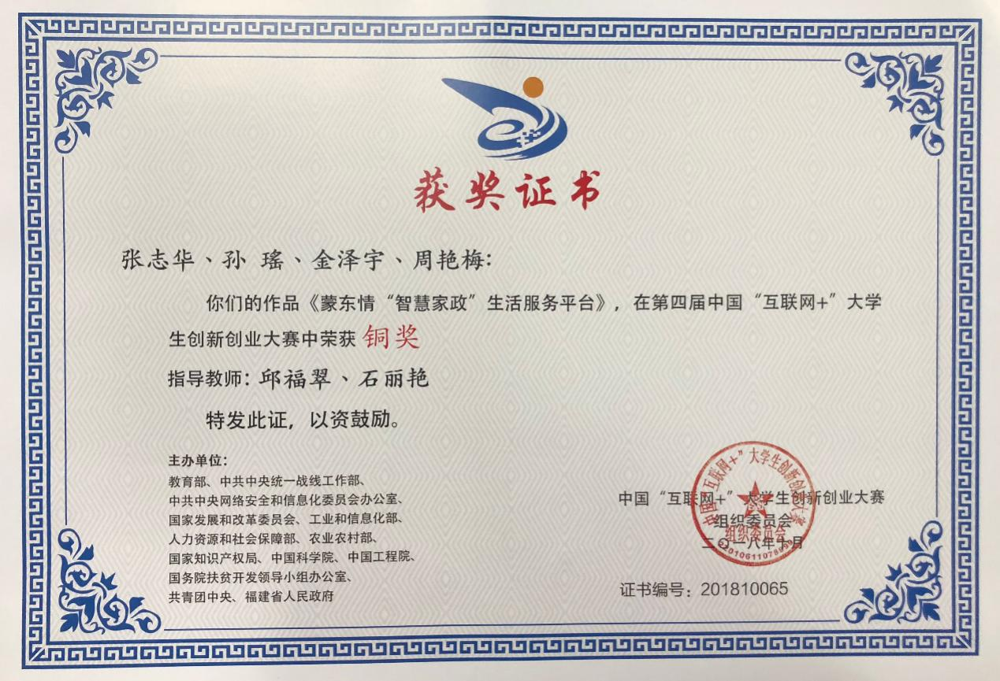 获奖证书
张志华、孙 瑶、金泽宇、周艳梅:
你们的作品《蒙东情“智慧家政”生活服务平台》，在第四届中国“互联网+”大学
生创新创业大赛中荣获 铜奖
指导教师：邱福翠、石丽艳
特发此证，以资鼓励。
主办单位：
教育部、中共中央统一战线工作部、
中共中央网络安全和信息化委员会办公室、
国家发展和改革委员会、工业和信息化部、
人力资源和社会保障部、农业农村部、
国家知识产权局、中国科学院、中国工程院、
国务院扶贫开发领导小组办公室、
共青团中央、福建省人民政府
中国“互联网+”大学生创新创业大赛
组织委员会
二〇一八年十月
中国“互联网+”大学生创新创业大赛
组织委员会
证书编号：201810065